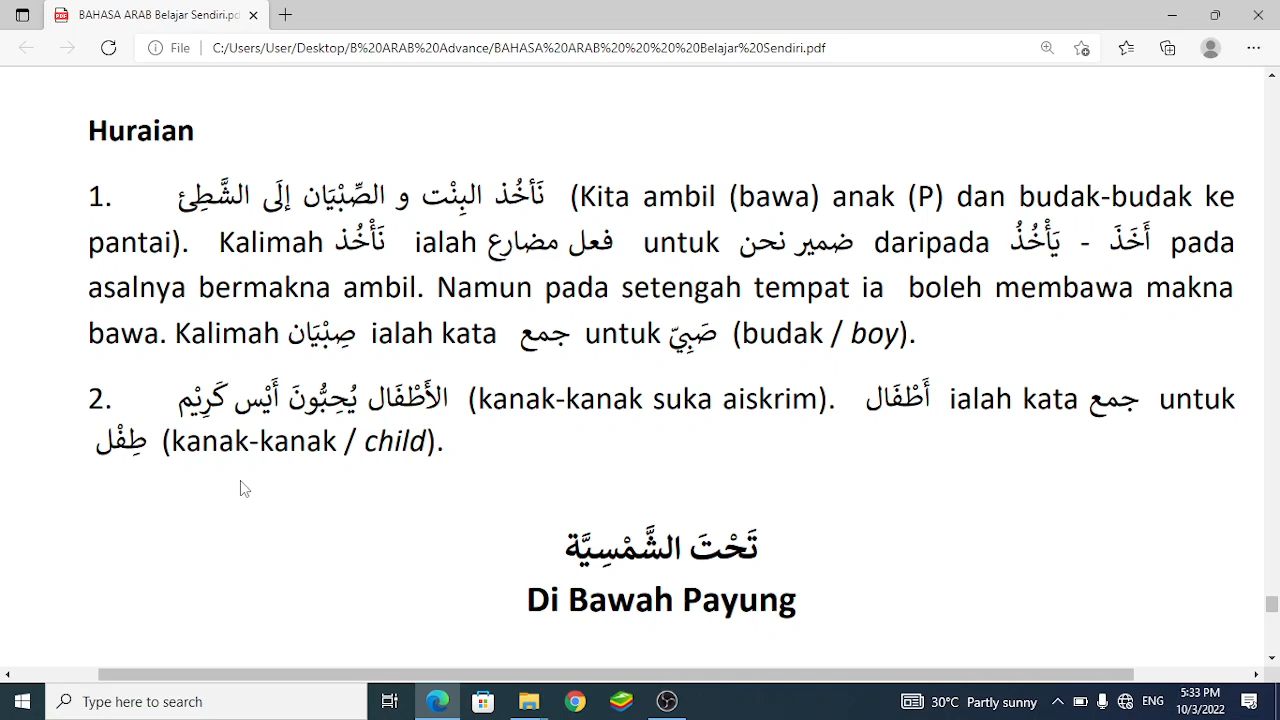 BAHASA ARAB Belajar Sendiri.pd
File C:/Users/User/Desktop/B%20ARAB%20Advance/BAHASA%20ARAB%20%20%20%20Belajar%20Sendiri.pdf
Huraian
1. نَأخُذ البِنْت و الصِّبْيَان إلَى الشَّطِئ (Kita ambil (bawa) anak (P) dan budak-budak ke
pantai). Kalimah نَأْخُذ ialah فعل مضارع untuk ضمير نحن daripada أَخَذَ - يَأْخُذُ pada
asalnya bermakna ambil. Namun pada setengah tempat ia boleh membawa makna
bawa. Kalimah صِبْيَان ialah kata جمع untuk صَبِيّ (budak / boy).
2. الأَطْفَال يُحِبُّونَ أَيْس كَرِيْم (kanak-kanak suka aiskrim). أَطْفَال ialah kata جمع untuk
طِفْل (kanak-kanak / child).
تَحْتَ الشَّمْسِيَّة
Di Bawah Payung
Type here to search
30°C Partly sunny
ENG
5:33 PM
10/3/2022